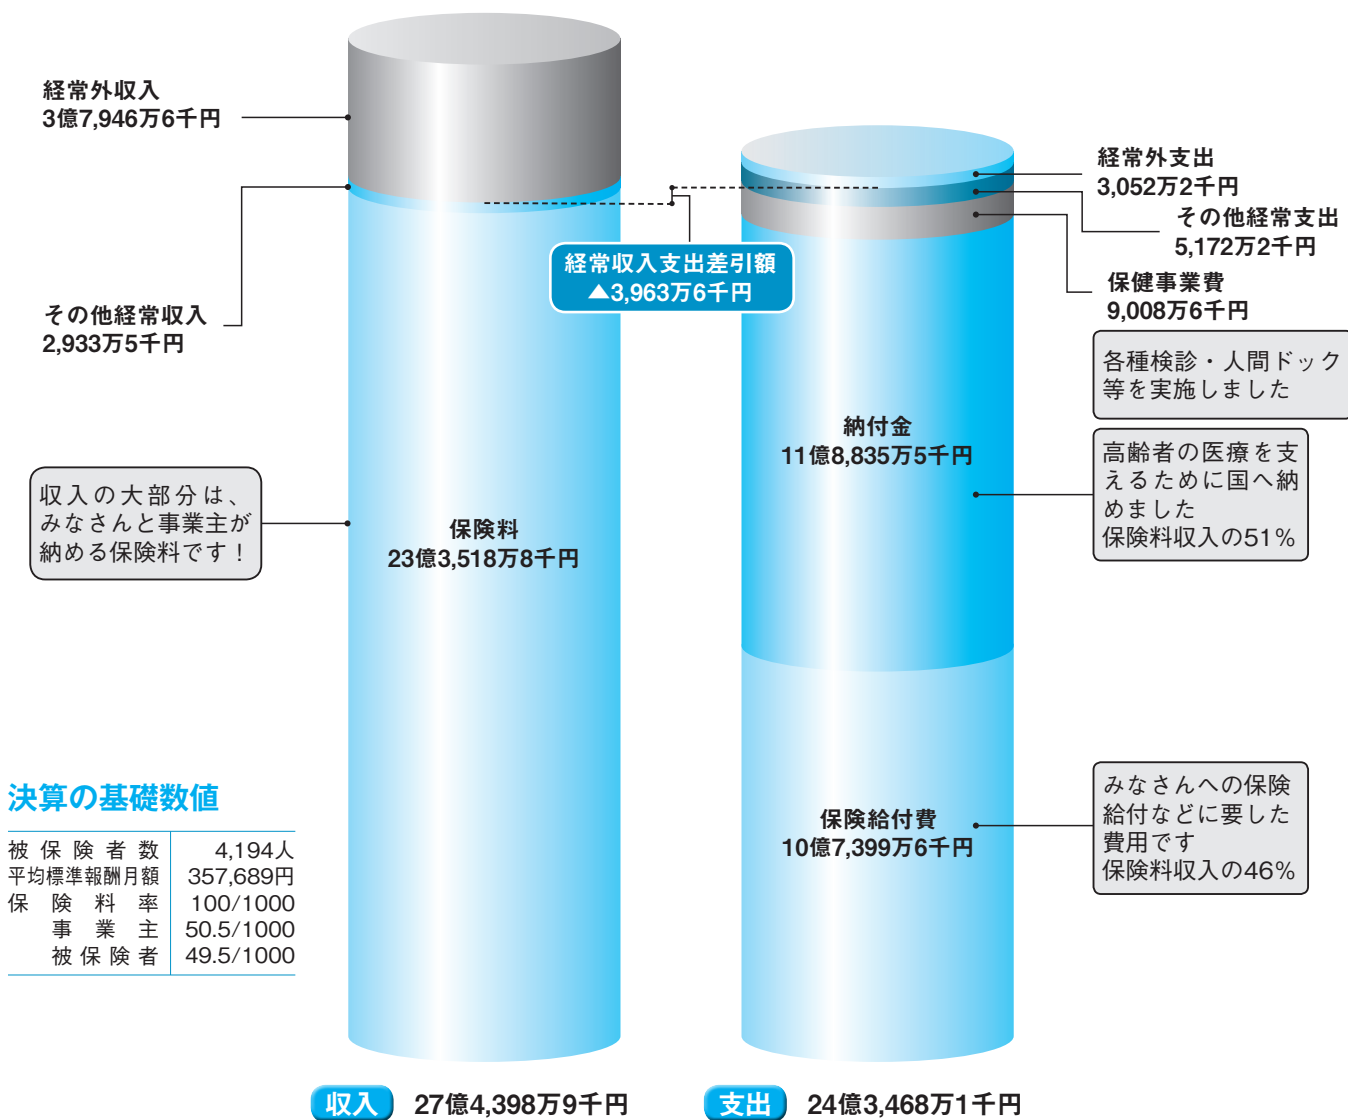 経常外収入
3億7,946万6千円
その他経常収入
2,933万5千円
収入の大部分は、
みなさんと事業主が
納める保険料です！
保険料
23億3,518万8千円
経常収入支出差引額
▲3,963万6千円
経常外支出
3,052万2千円
その他経常支出
5,172万2千円
保健事業費
9,008万6千円
各種検診・人間ドック
等を実施しました
納付金
11億8,835万5千円
高齢者の医療を支
えるために国へ納
めました
保険料収入の51％
保険給付費
10億7,399万6千円
みなさんへの保険
給付などに要した
費用です
保険料収入の46％
決算の基礎数値
被保険者数 4,194人
平均標準報酬月額 357,689円
保険料率 100/1000
事業主 50.5/1000
被保険者 49.5/1000
収入 27億4,398万9千円
支出 24億3,468万1千円